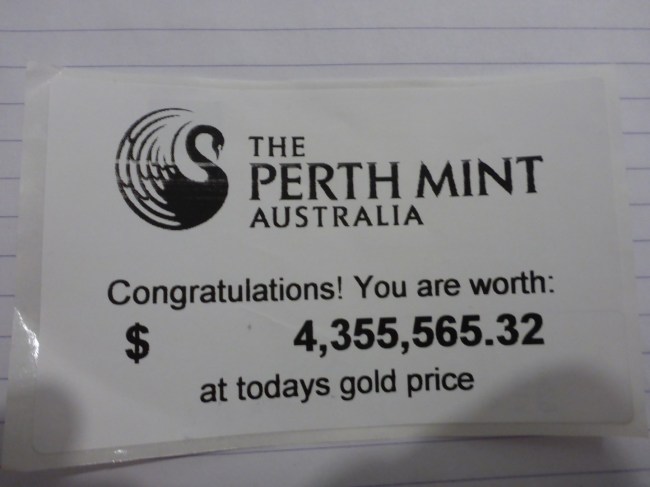 THE
PERTH MINT
AUSTRALIA
Congratulations! You are worth:
$ 4,355,565.32
at todays gold price